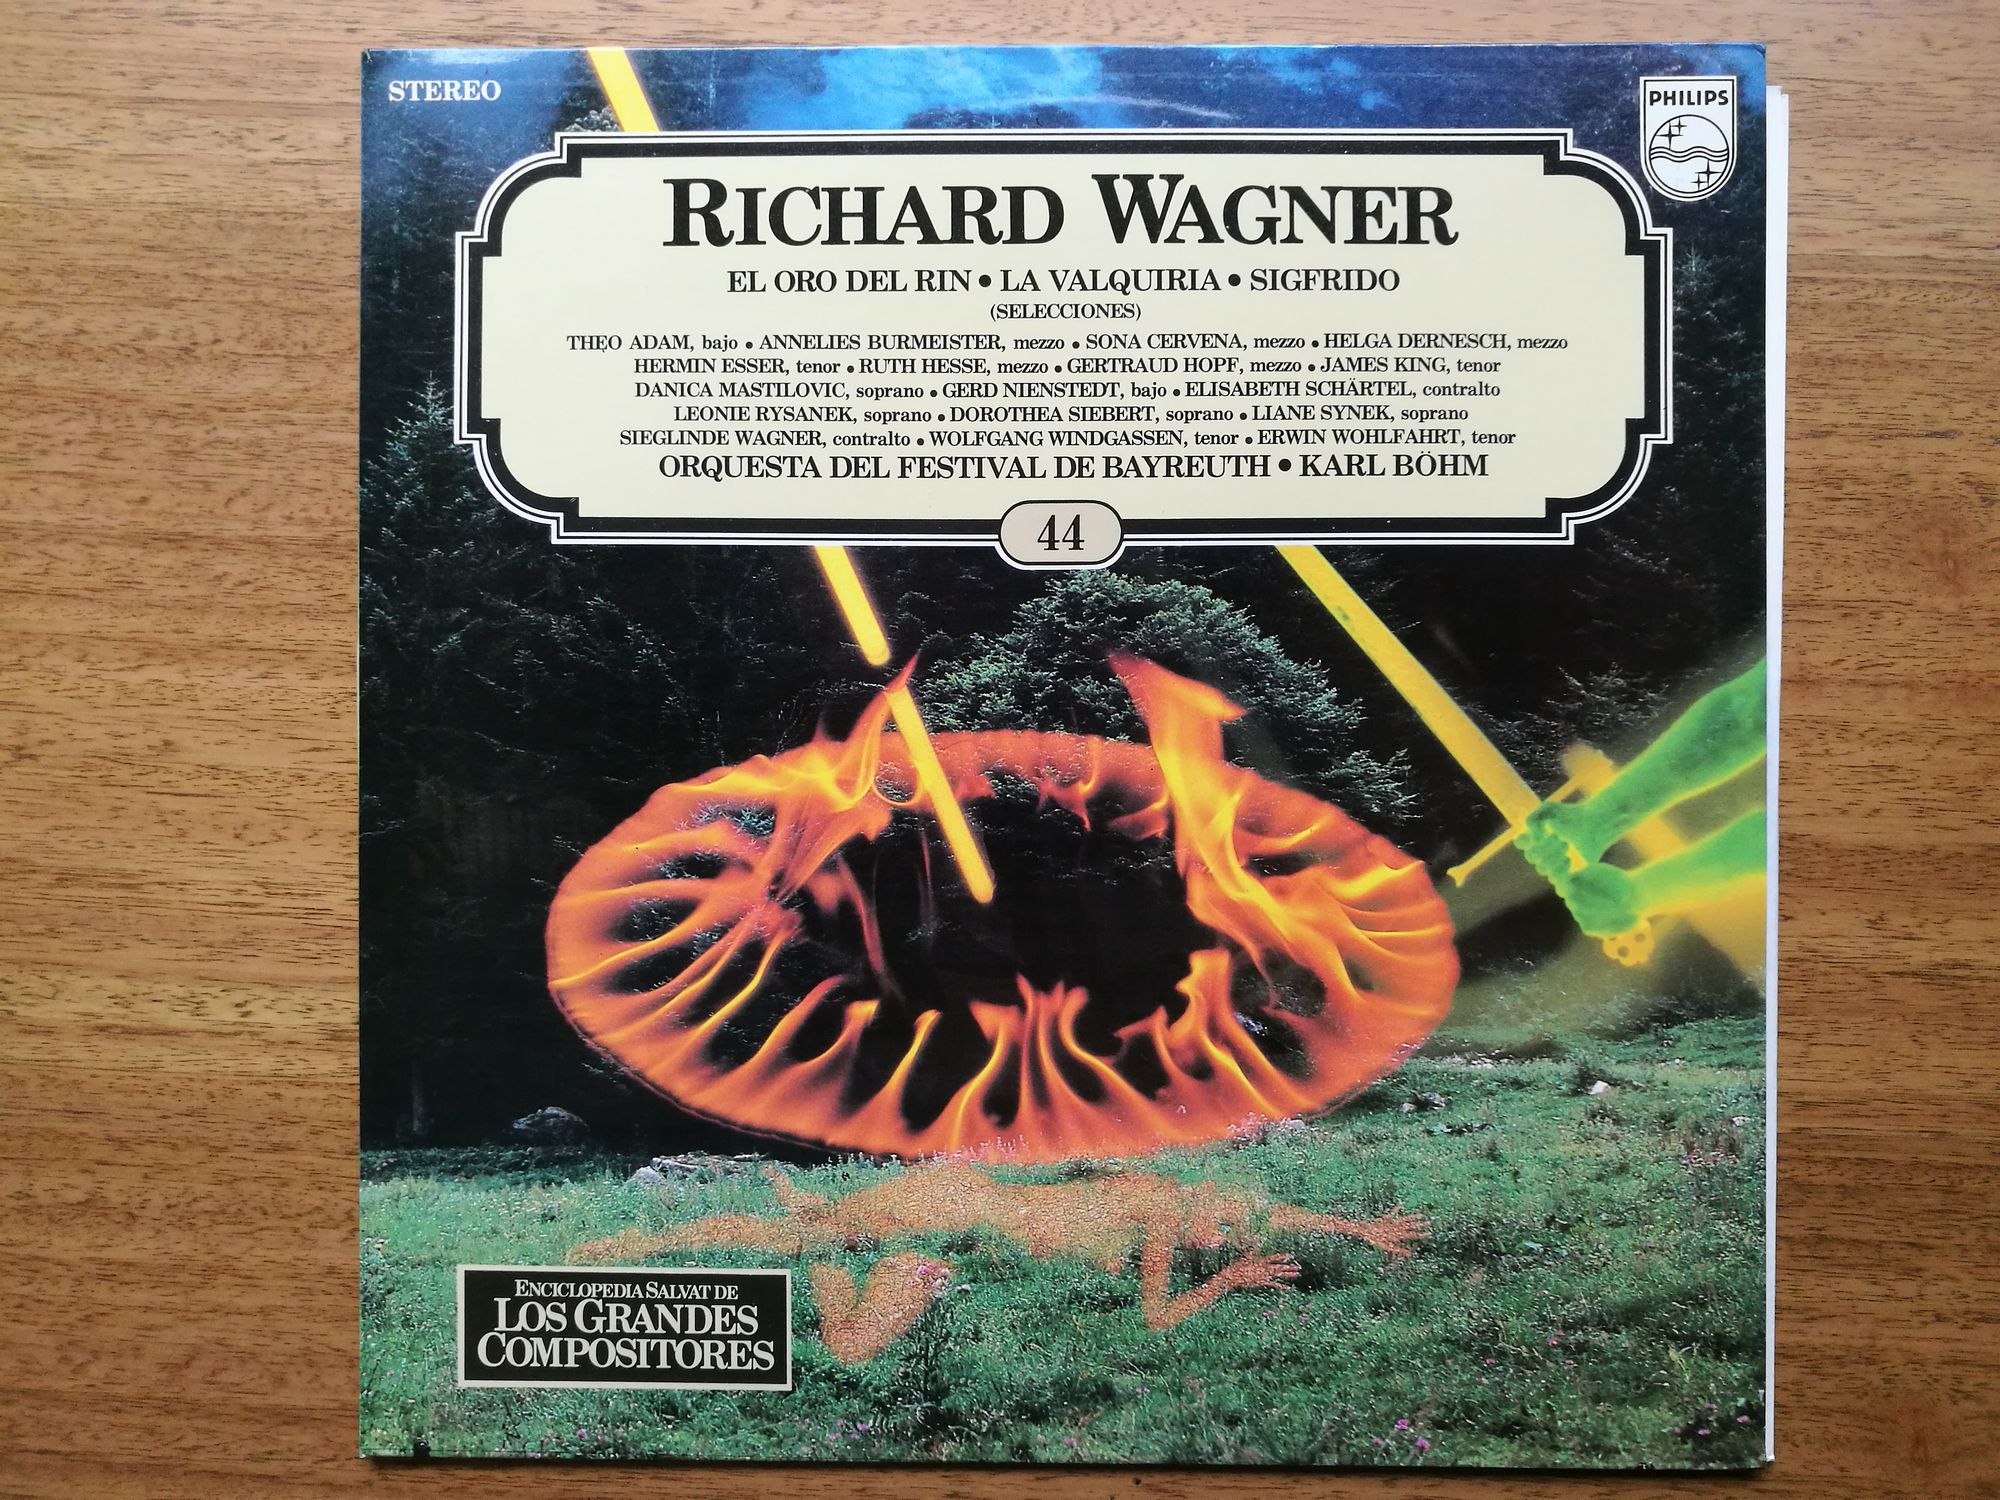 STEREO
PHILIPS
RICHARD WAGNER
EL ORO DEL RIN • LA VALQUIRIA • SIGFRIDO
(SELECCIONES)
THEO ADAM, bajo • ANNELIES BURMEISTER, mezzo • SONA CERVENA, mezzo • HELGA DERNESCH, mezzo
HERMIN ESSER, tenor • RUTH HESSE, mezzo • GERTRAUD HOPF, mezzo • JAMES KING, tenor
DANICA MASTILOVIC, soprano • GERD NIENSTEDT, bajo • ELISABETH SCHÄRTEL, contralto
LEONIE RYSANEK, soprano • DOROTHEA SIEBERT, soprano • LIANE SYNEK, soprano
SIEGLINDE WAGNER, contralto • WOLFGANG WINDGASSEN, tenor • ERWIN WOHLFAHRT, tenor
ORQUESTA DEL FESTIVAL DE BAYREUTH • KARL BÖHM
44
ENCICLOPEDIA SALVAT DE
LOS GRANDES
COMPOSITORES